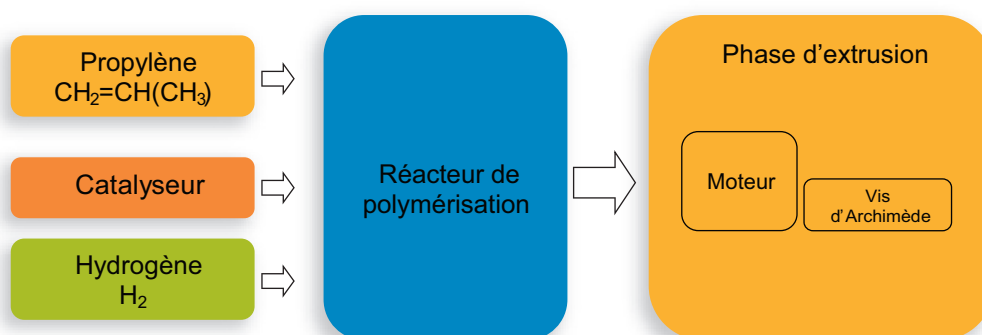 Propylène
CH₂=CH(CH₃)
Catalyseur
Hydrogène
H₂
Réacteur de
polymérisation
Phase d'extrusion
Moteur
Vis
d'Archimède